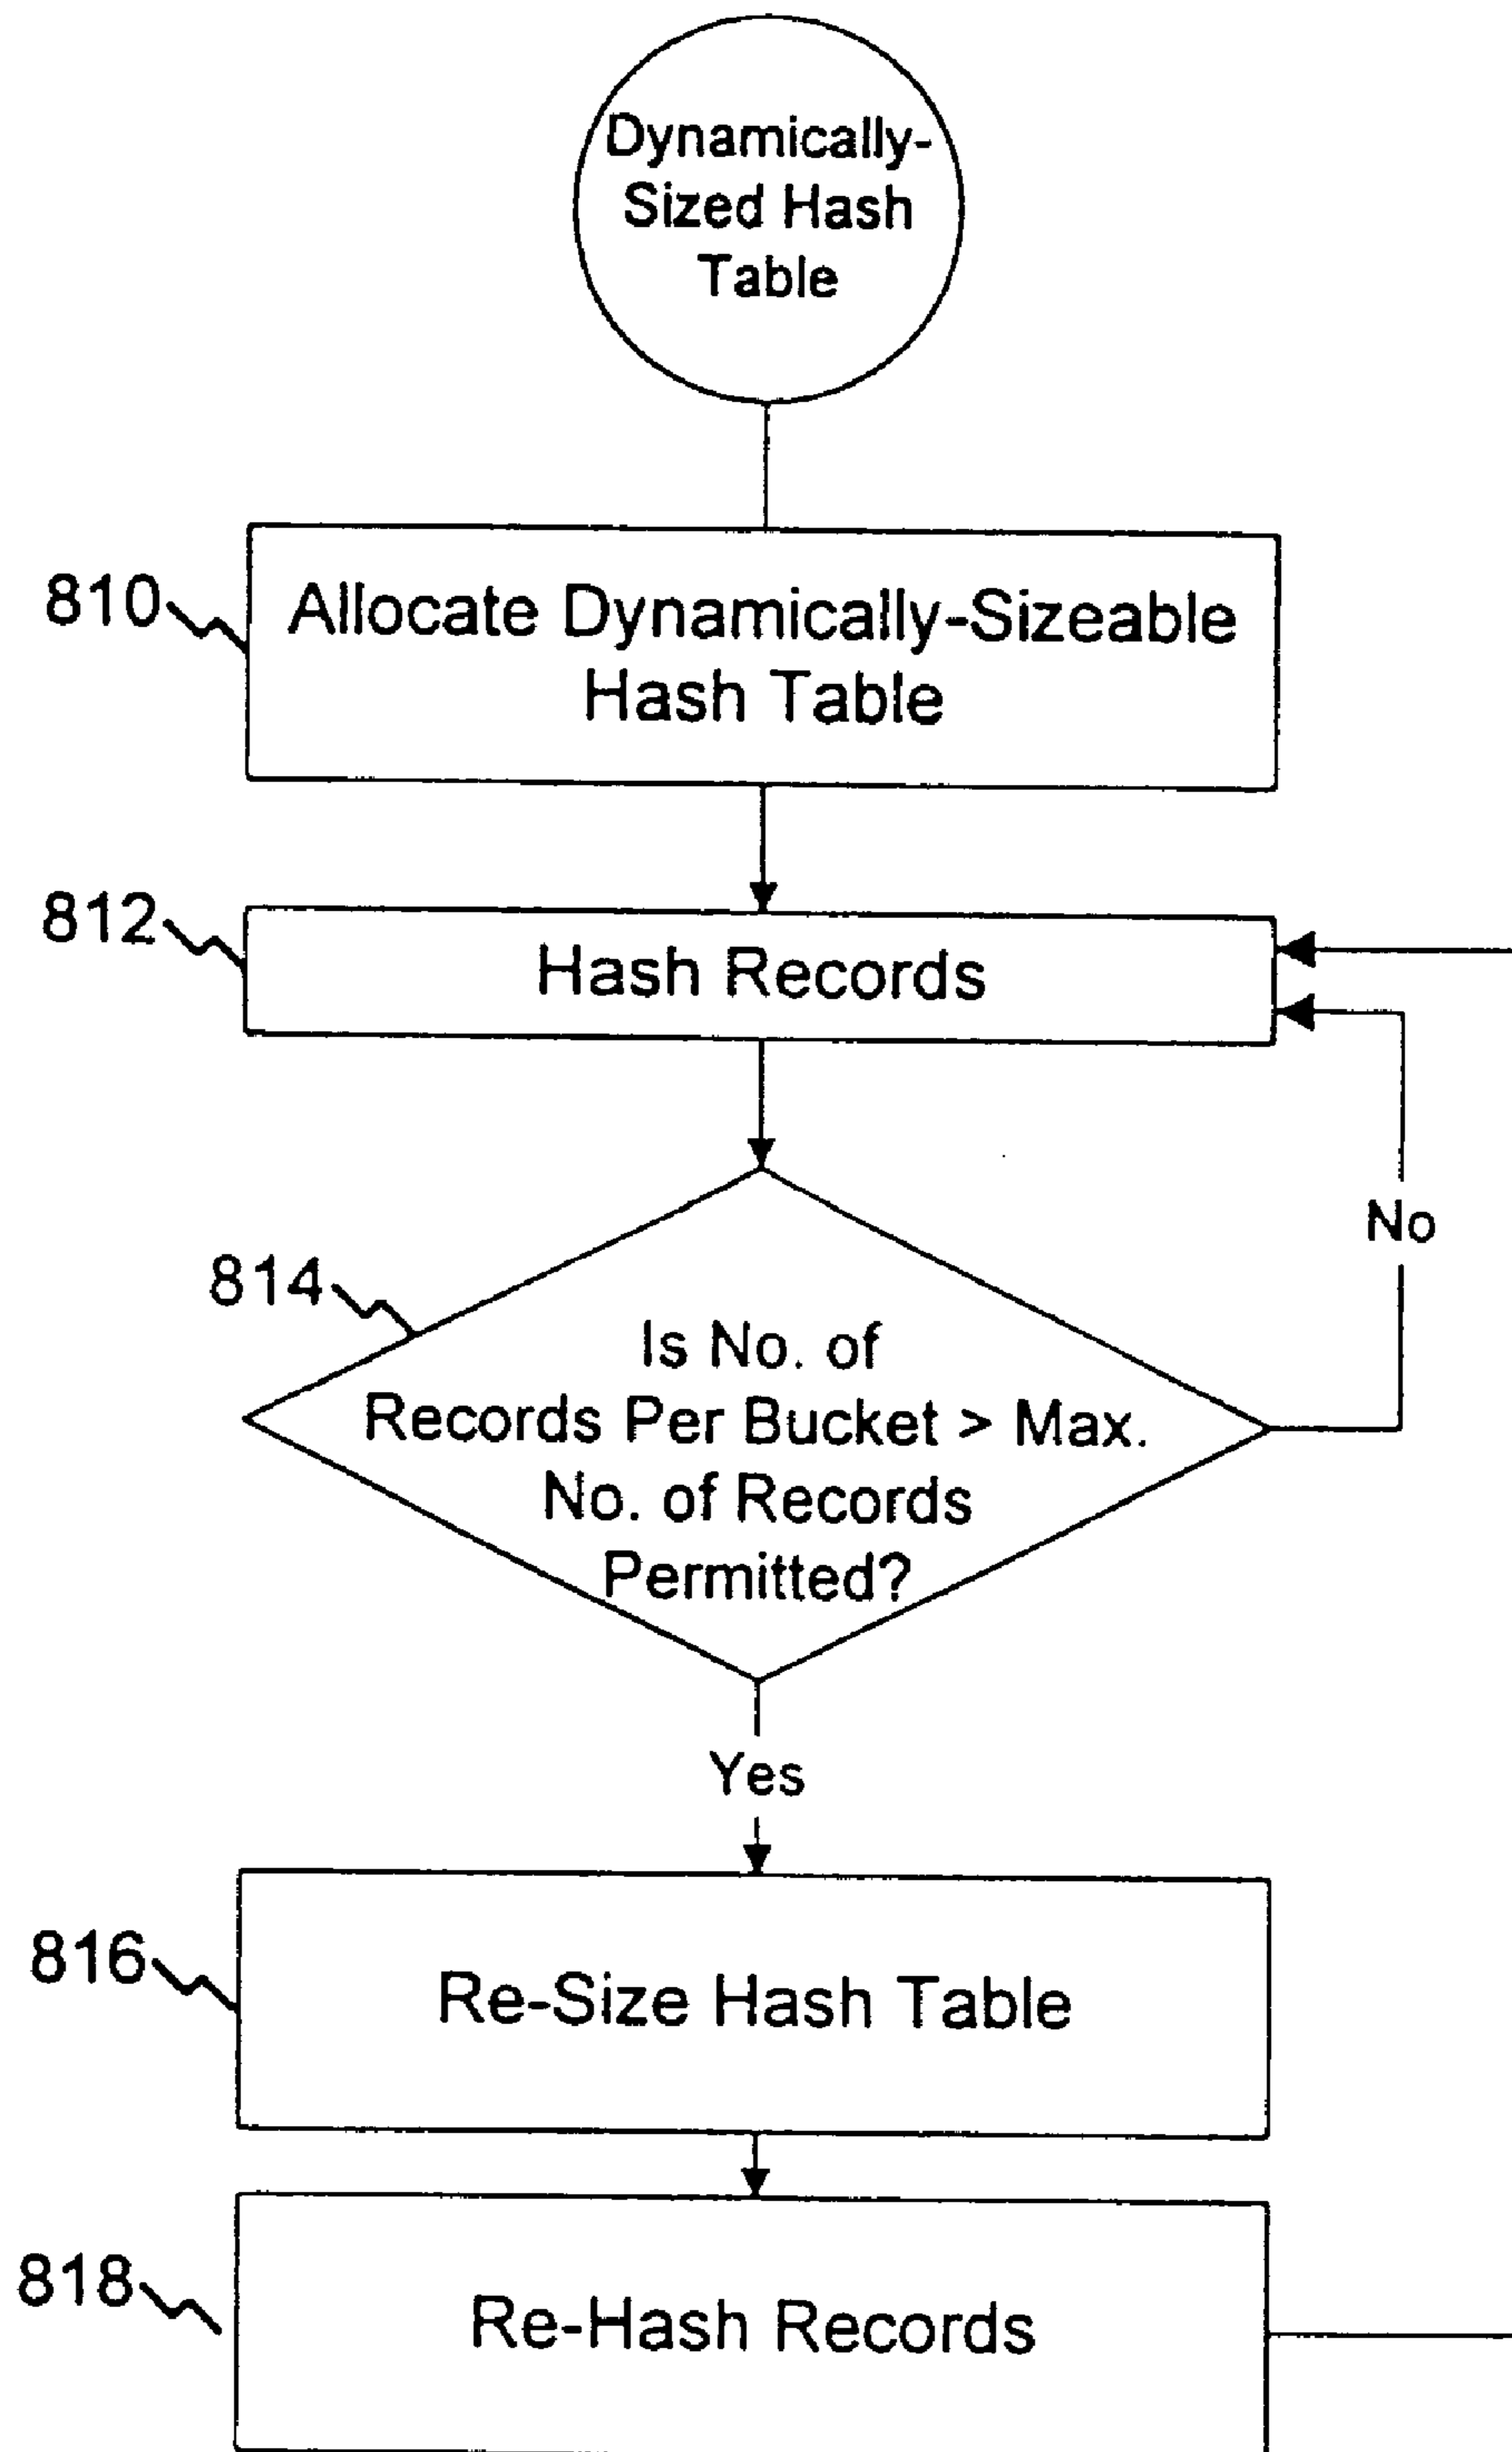 Dynamically-
Sized Hash
Table
810
Allocate Dynamically-Sizeable
Hash Table
812
Hash Records
No
814
Is No. of
Records Per Bucket > Max.
No. of Records
Permitted?
Yes
816
Re-Size Hash Table
818
Re-Hash Records